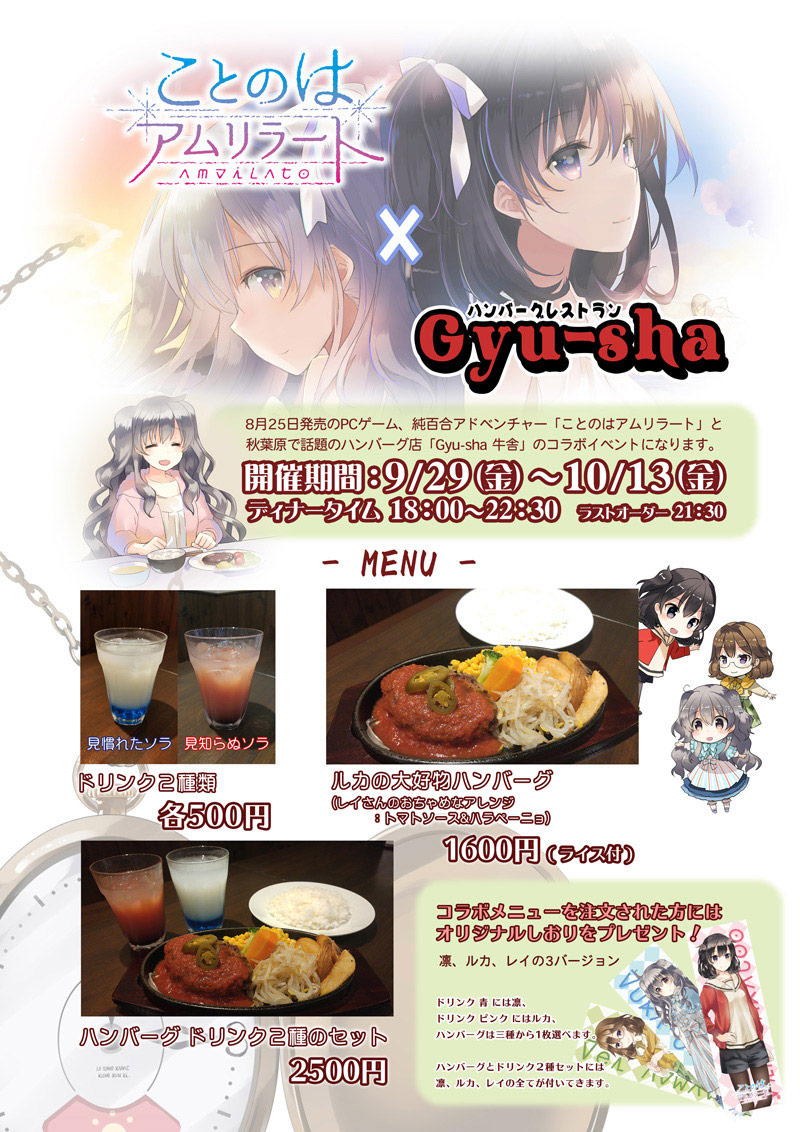 ことのは
アムリラート
AMRILATO
×
ハンバーグレストラン
Gyu-sha
8月25日発売のPCゲーム、純百合アドベンチャー「ことのはアムリラート」と
秋葉原で話題のハンバーグ店「Gyu-sha 牛舎」のコラボイベントになります。
開催期間：9/29(金)～10/13(金)
ディナータイム 18：00～22：30 ラストオーダー 21：30
- MENU -
見慣れたソラ
見知らぬソラ
ドリンク2種類
各500円
ルカの大好物ハンバーグ
(レイさんのおちゃめなアレンジ
：トマトソース&ハラペーニョ)
1600円(ライス付)
ハンバーグ ドリンク2種のセット
2500円
コラボメニューを注文された方には
オリジナルしおりをプレゼント！
凛、ルカ、レイの3バージョン
ドリンク 青 には凛、
ドリンク ピンク にはルカ、
ハンバーグは三種から1枚選べます。
ハンバーグとドリンク2種セットには
凛、ルカ、レイの全てが付いてきます。